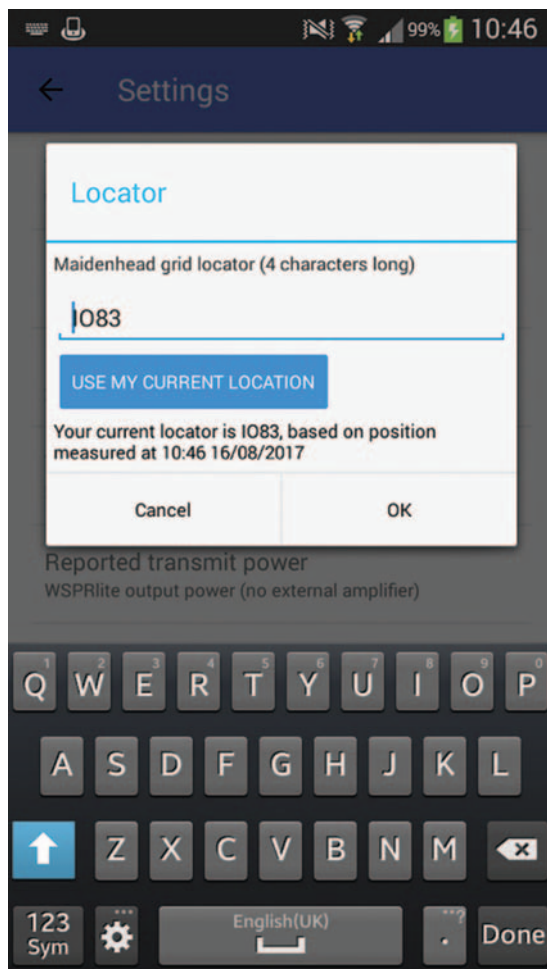 99% 10:46
Settings
Locator
Maidenhead grid locator (4 characters long)
IO83
USE MY CURRENT LOCATION
Your current locator is IO83, based on position
measured at 10:46 16/08/2017
Cancel OK
Reported transmit power
WSPRlite output power (no external amplifier)
1 2 3 4 5 6 7 8 9 0
Q W E R T Y U I O P
A S D F G H J K L
Z X C V B N M
123 English(UK) ...?
Sym ... . Done